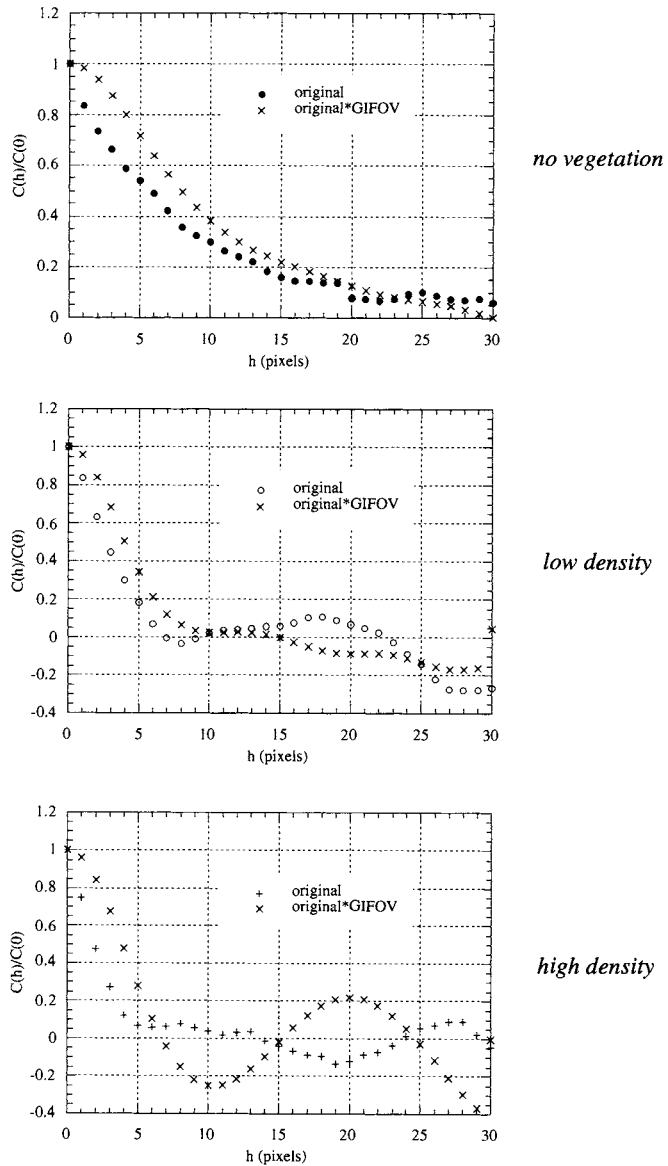 1.2
1
0.8
0.6
0.4
0.2
0
C(h)/C(0)
original
original*GIFOV
0 5 10 15 20 25 30
h (pixels)
no vegetation
1.2
1
0.8
0.6
0.4
0.2
0
-0.2
-0.4
C(h)/C(0)
original
original*GIFOV
0 5 10 15 20 25 30
h (pixels)
low density
1.2
1
0.8
0.6
0.4
0.2
0
-0.2
-0.4
C(h)/C(0)
original
original*GIFOV
0 5 10 15 20 25 30
h (pixels)
high density